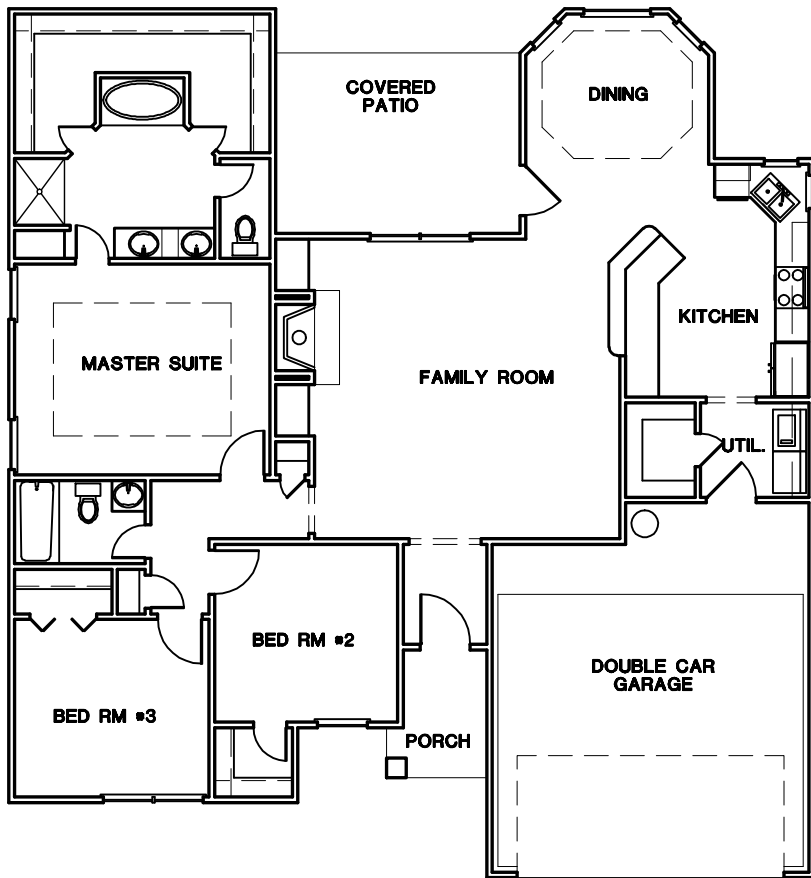 COVERED
PATIO
DINING
KITCHEN
MASTER SUITE
FAMILY ROOM
UTIL.
BED RM #2
DOUBLE CAR
GARAGE
BED RM #3
PORCH